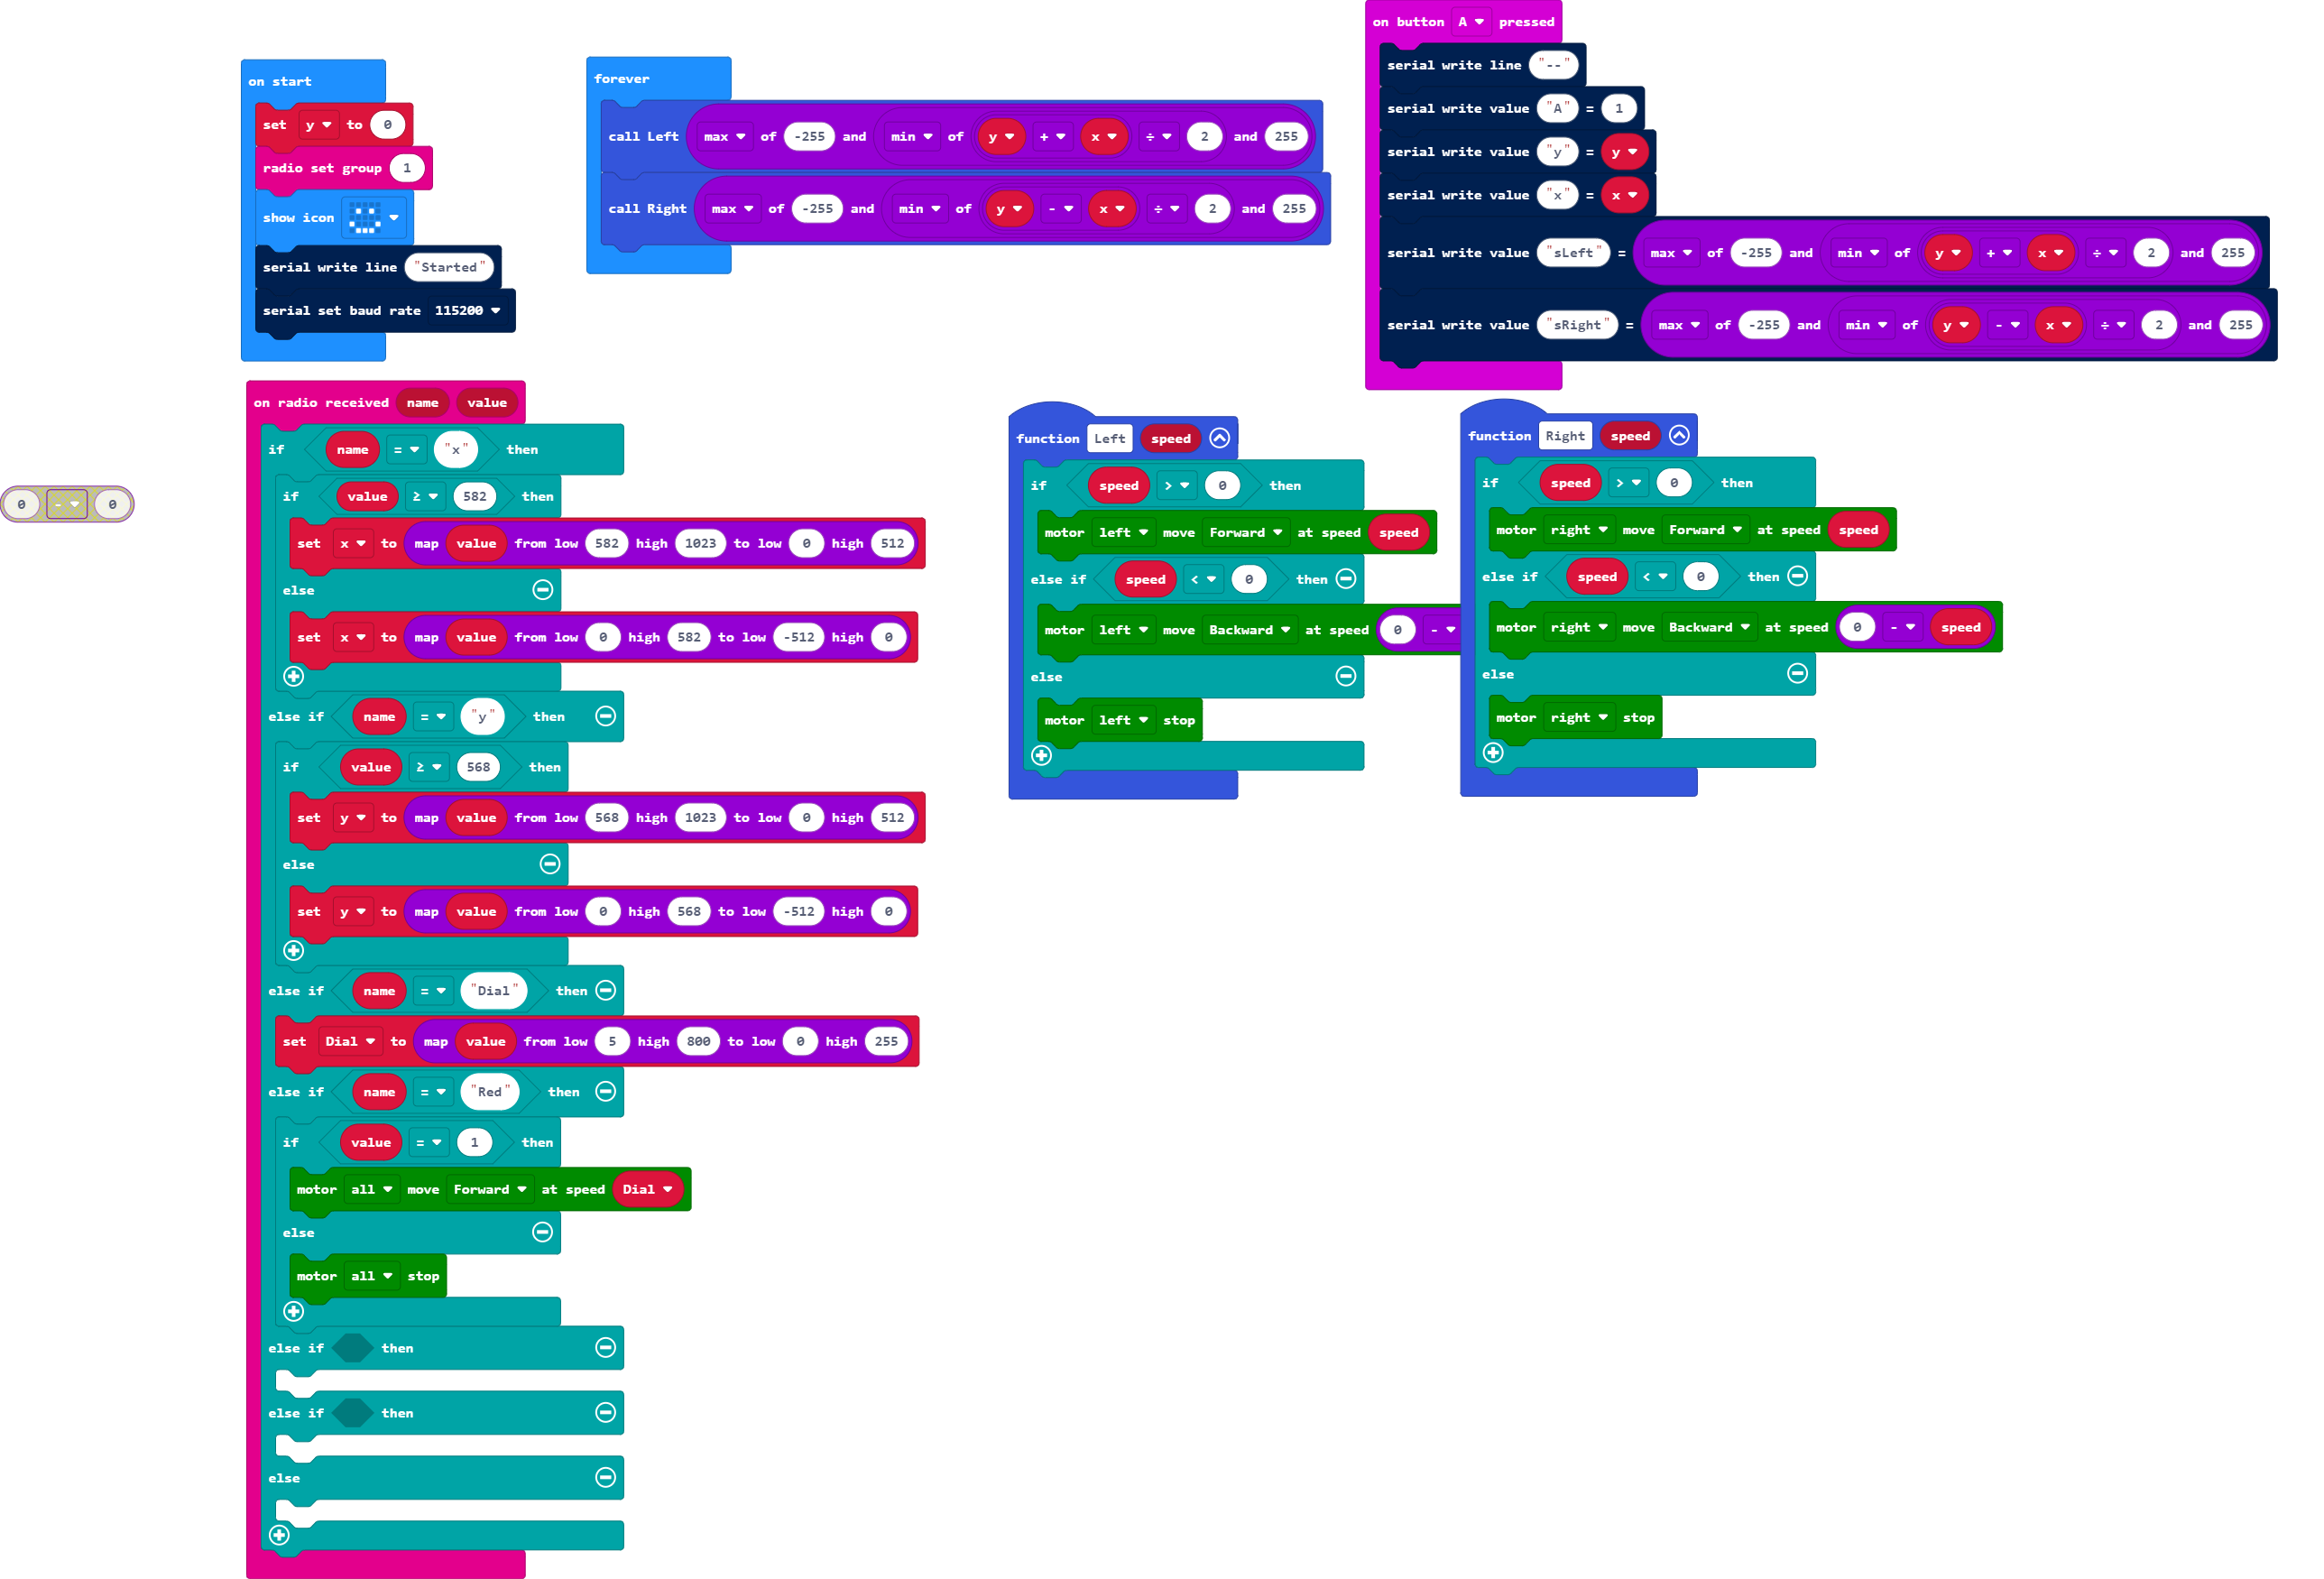 on start
set y to 0
radio set group 1
show icon
serial write line "Started"
serial set baud rate 115200
forever
call Left max of -255 and min of y + x ÷ 2 and 255
call Right max of -255 and min of y - x ÷ 2 and 255
on button A pressed
serial write line "--"
serial write value "A" = 1
serial write value "y" = y
serial write value "x" = x
serial write value "sLeft" = max of -255 and min of y + x ÷ 2 and 255
serial write value "sRight" = max of -255 and min of y - x ÷ 2 and 255
0 - 0
on radio received name value
if name = "x" then
if value ≥ 582 then
set x to map value from low 582 high 1023 to low 0 high 512
else
set x to map value from low 0 high 582 to low -512 high 0
else if name = "y" then
if value ≥ 568 then
set y to map value from low 568 high 1023 to low 0 high 512
else
set y to map value from low 0 high 568 to low -512 high 0
else if name = "Dial" then
set Dial to map value from low 5 high 800 to low 0 high 255
else if name = "Red" then
if value = 1 then
motor all move Forward at speed Dial
else
motor all stop
else if then
else if then
else
function Left speed
if speed > 0 then
motor left move Forward at speed speed
else if speed < 0 then
motor left move Backward at speed 0 -
else
motor left stop
function Right speed
if speed > 0 then
motor right move Forward at speed speed
else if speed < 0 then
motor right move Backward at speed 0 - speed
else
motor right stop